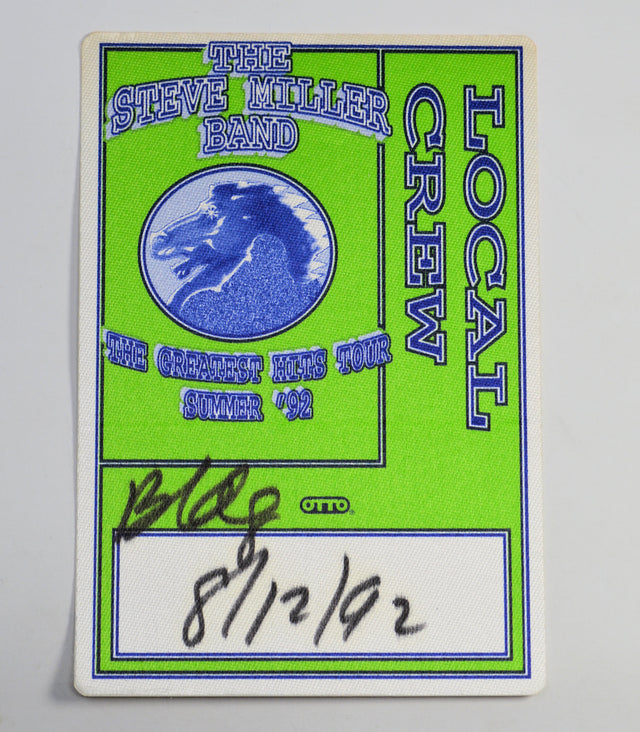 THE
STEVE MILLER
BAND
THE GREATEST HITS TOUR
SUMMER '92
LOCAL
CREW
Bldg
OTTO
8/12/92